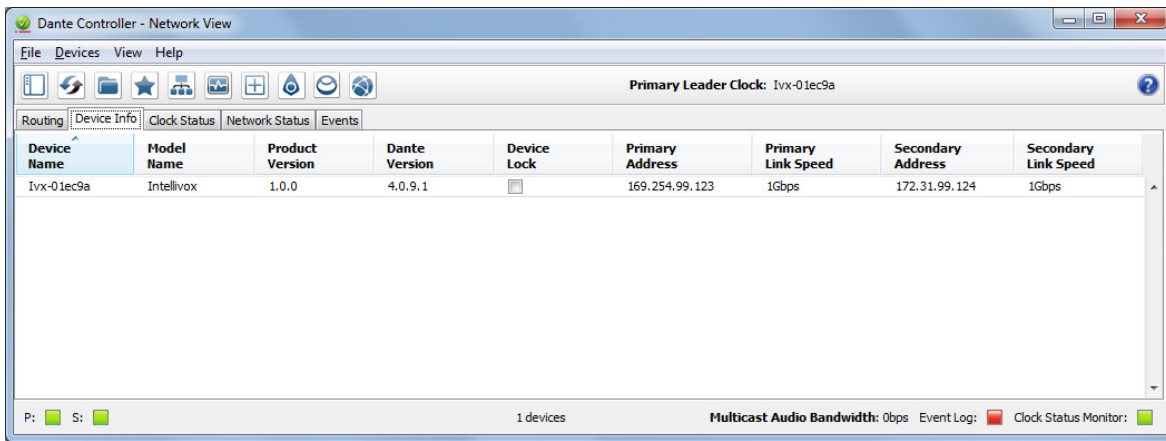 Dante Controller - Network View
File Devices View Help
Primary Leader Clock: Ivx-01ec9a
Routing Device Info Clock Status Network Status Events
Device Name Model Name Product Version Dante Version Device Lock Primary Address Primary Link Speed Secondary Address Secondary Link Speed
Ivx-01ec9a Intellivox 1.0.0 4.0.9.1 169.254.99.123 1Gbps 172.31.99.124 1Gbps
P: S: 1 devices Multicast Audio Bandwidth: 0bps Event Log: Clock Status Monitor: